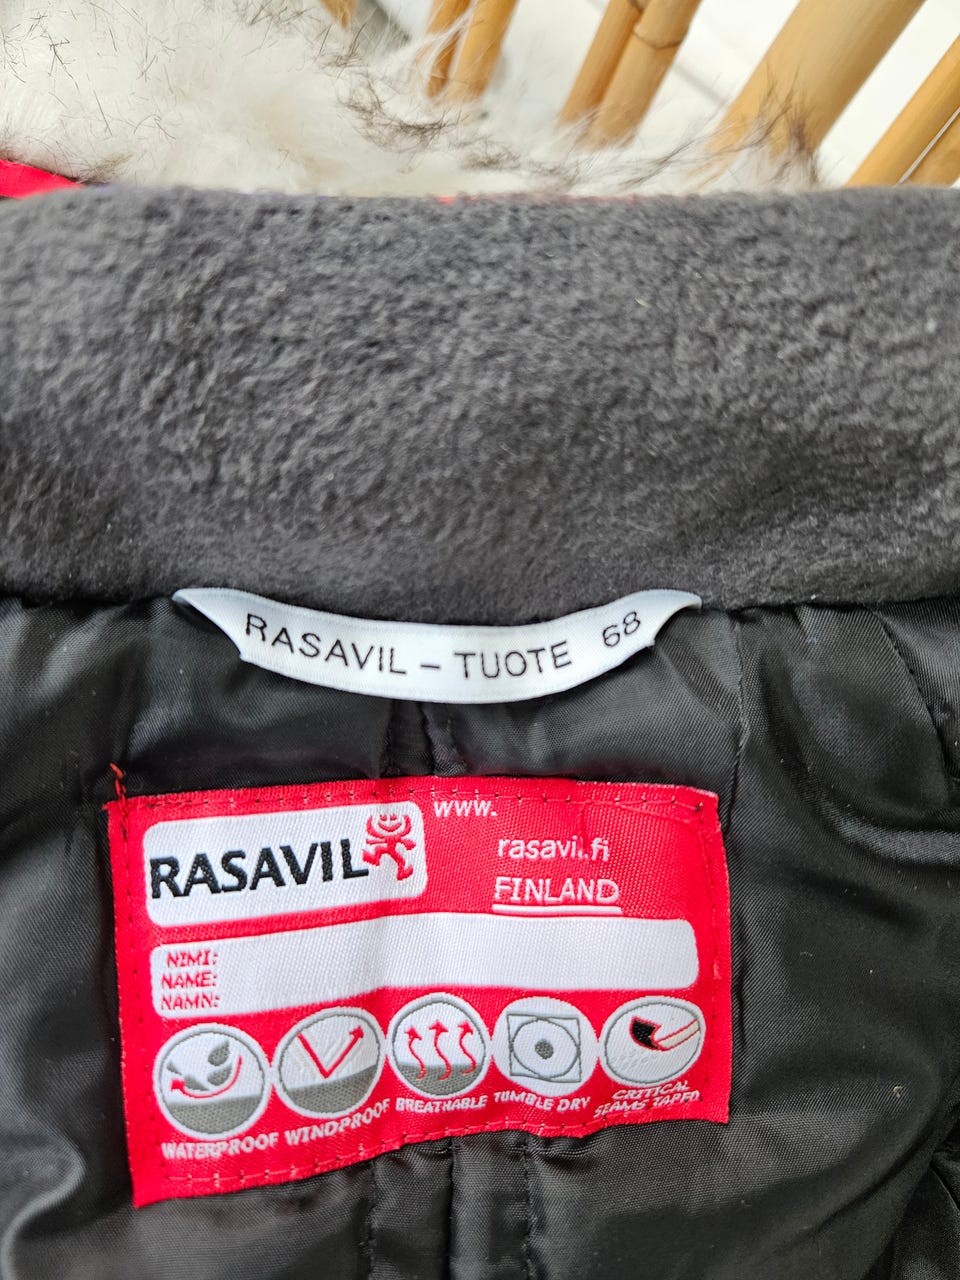 RASAVIL - TUOTE 68
RASAVIL
www.
rasavil.fi
FINLAND
NIMI:
NAME:
NAMN:
WATERPROOF WINDPROOF BREATHABLE TUMBLE DRY CRITICAL
SEAMS TAPED